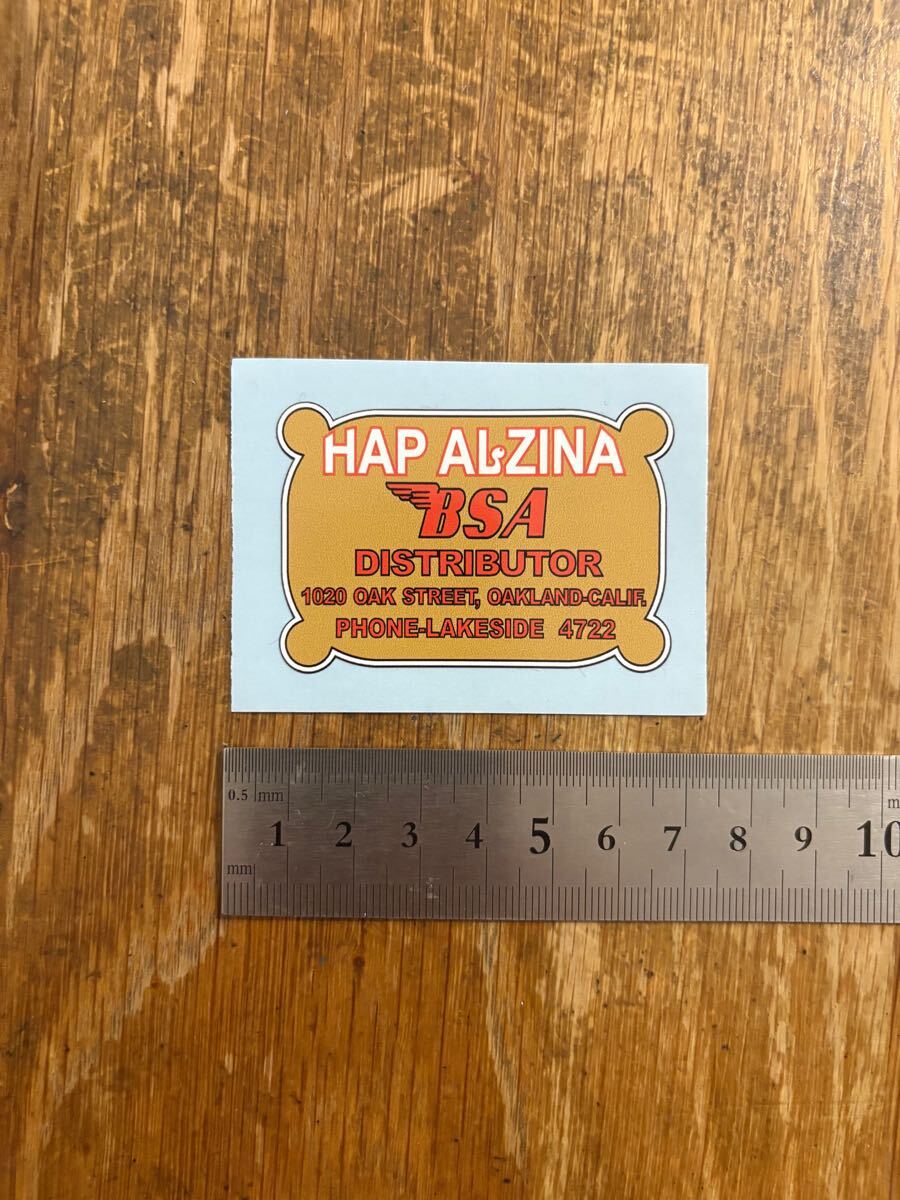 HAP ALZINA
BSA
DISTRIBUTOR
1020 OAK STREET, OAKLAND-CALIF.
PHONE-LAKESIDE 4722
0.5 mm
m
1 2 3 4 5 6 7 8 9 10
mm